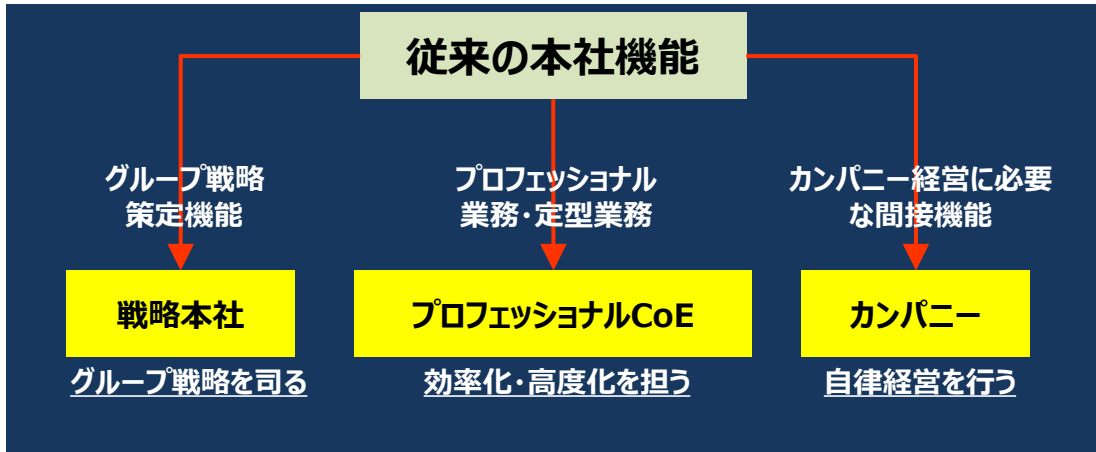 従来の本社機能
グループ戦略
策定機能
プロフェッショナル
業務・定型業務
カンパニー経営に必要
な間接機能
戦略本社
プロフェッショナルCoE
カンパニー
グループ戦略を司る
効率化・高度化を担う
自律経営を行う